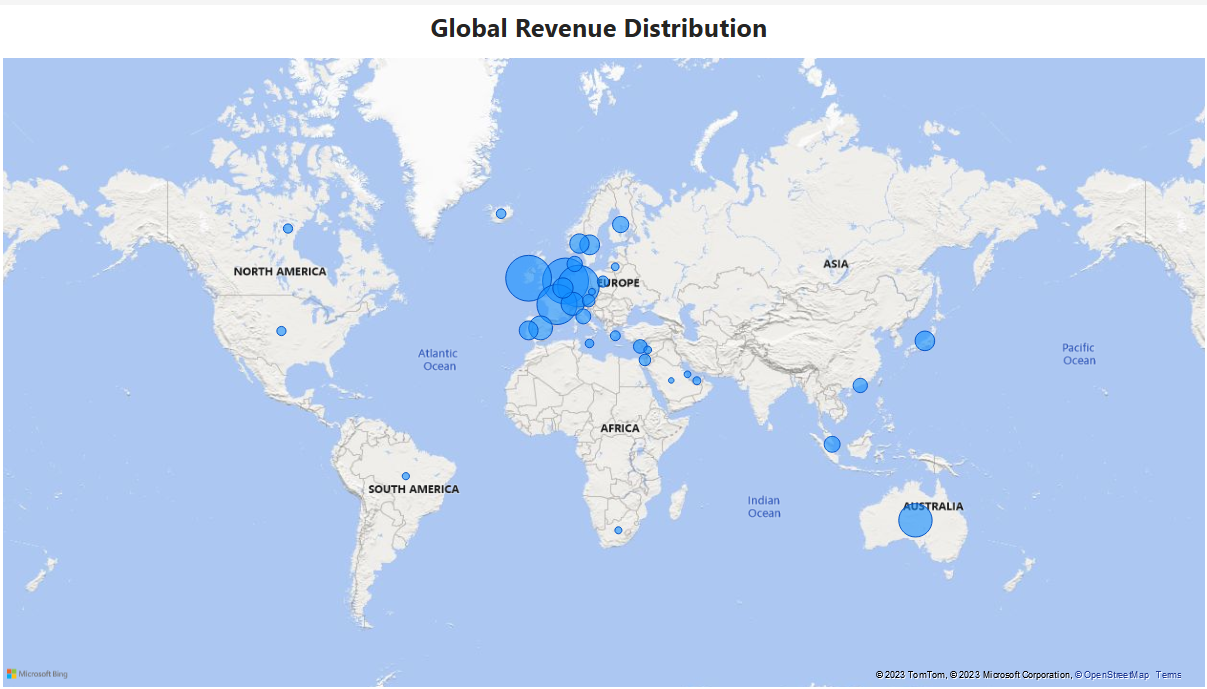 Global Revenue Distribution
NORTH AMERICA
EUROPE
ASIA
Atlantic
Ocean
Pacific
Ocean
AFRICA
SOUTH AMERICA
Indian
Ocean
AUSTRALIA
Microsoft Bing
© 2023 TomTom, © 2023 Microsoft Corporation, © OpenStreetMap Terms